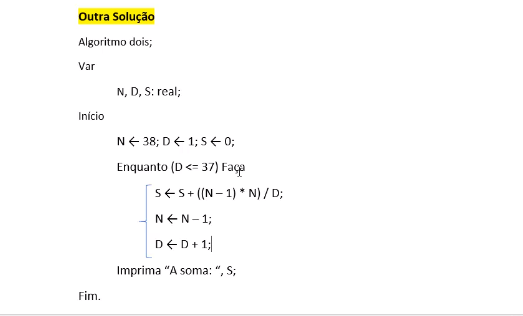 Outra Solução
Algoritmo dois;
Var
N, D, S: real;
Início
N ← 38; D ← 1; S ← 0;
Enquanto (D <= 37) Faça
S ← S + ((N – 1) * N) / D;
N ← N – 1;
D ← D + 1;
Imprima “A soma: “, S;
Fim.